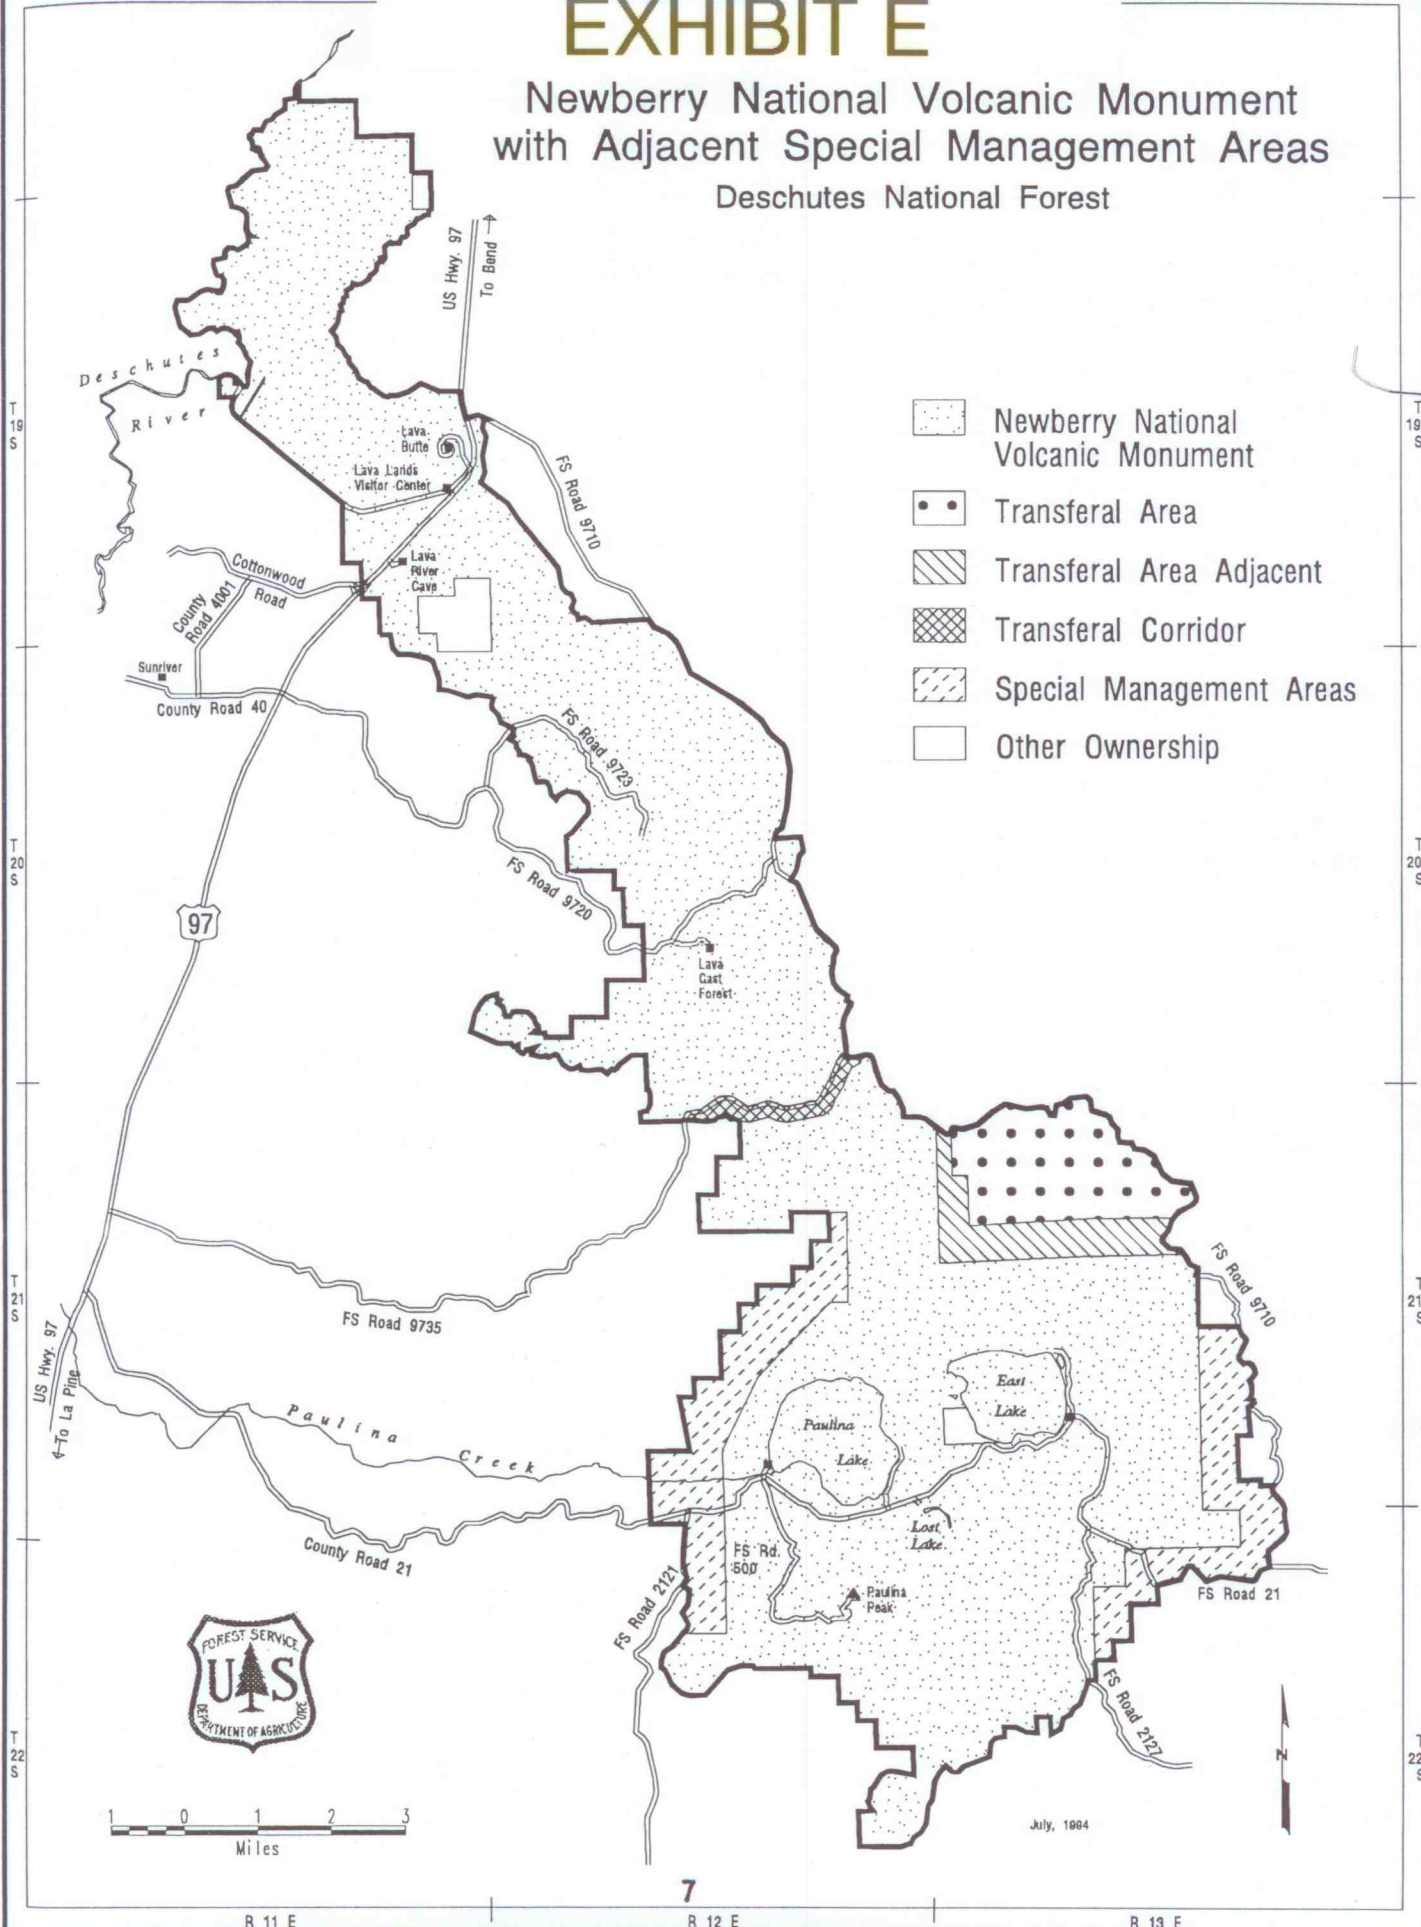 EXHIBIT E
Newberry National Volcanic Monument
with Adjacent Special Management Areas
Deschutes National Forest
US Hwy. 97
To Bend
Deschutes
River
T
19
S
T
19
S
Lava
Butte
Lava Lands
Visitor Center
FS Road 9710
Newberry National
Volcanic Monument
Transferal Area
Transferal Area Adjacent
Transferal Corridor
Special Management Areas
Other Ownership
Lava
River
Cave
Cottonwood
Road
County
Road 4001
Sunriver
County Road 40
FS Road 9723
T
20
S
T
20
S
FS Road 9720
97
Lava
Cast
Forest
T
21
S
T
21
S
FS Road 9735
FS Road 9710
US Hwy. 97
To La Pine
Paulina
Creek
East
Lake
Paulina
Lake
Lost
Lake
County Road 21
FS Rd.
500
Paulina
Peak
FS Road 2121
FS Road 21
FS Road 2127
FOREST SERVICE
U S
DEPARTMENT OF AGRICULTURE
T
22
S
T
22
S
N
1 0 1 2 3
Miles
July, 1994
7
R 11 E
R 12 E
R 13 E